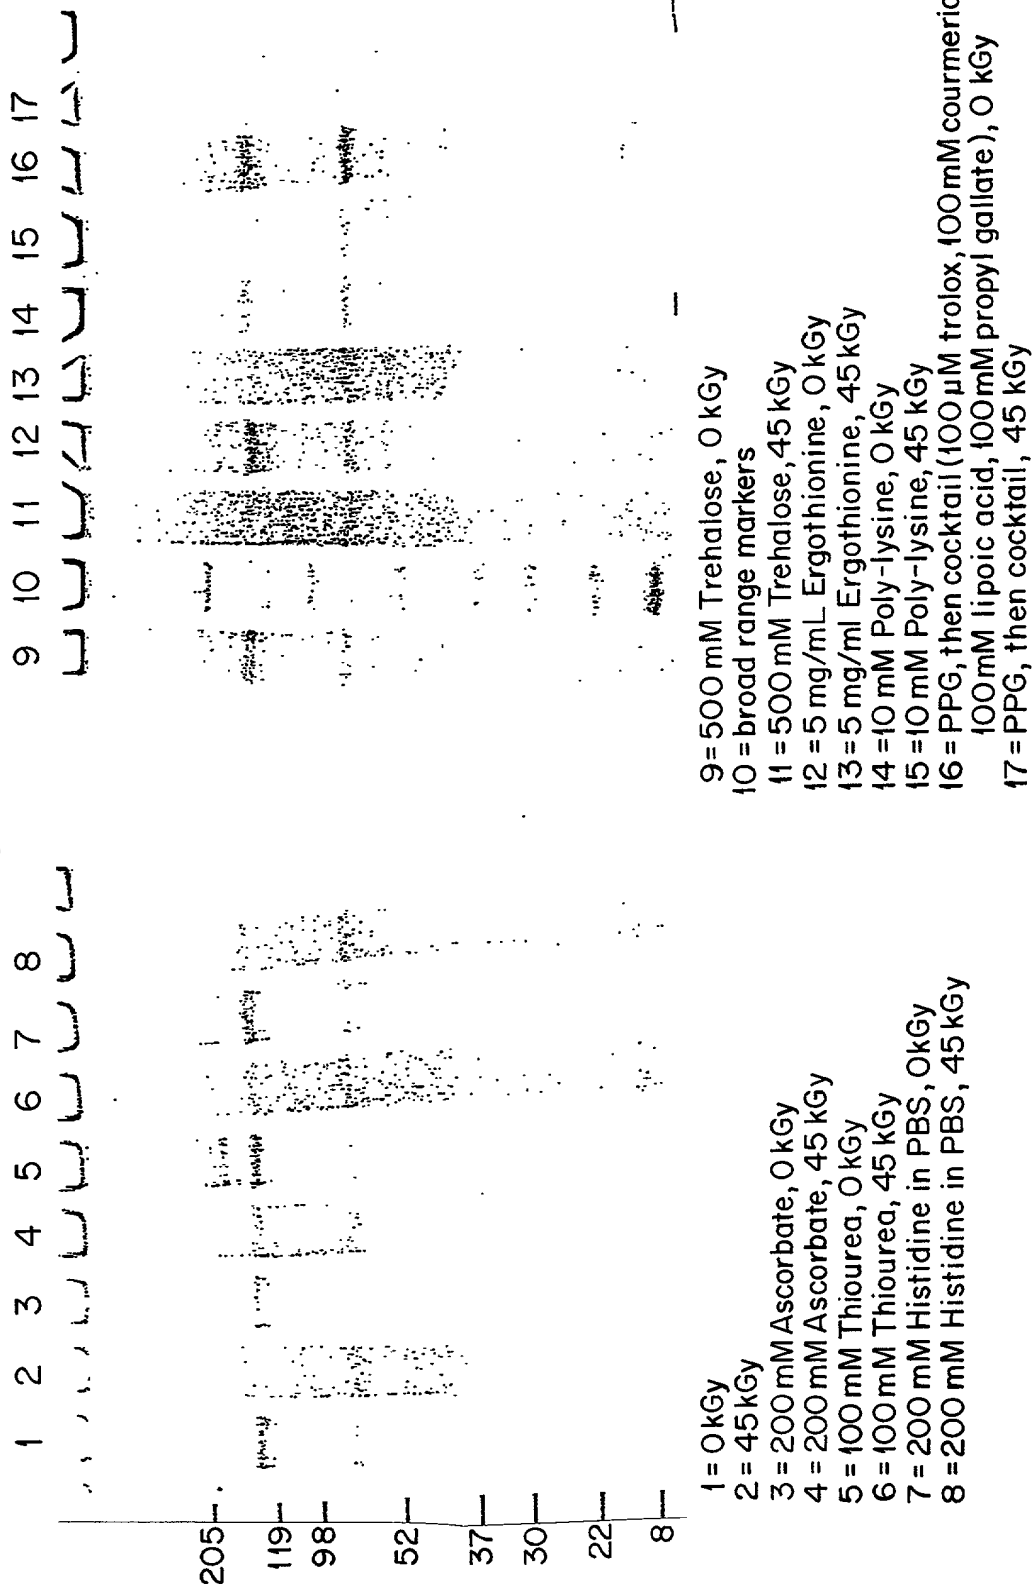 1 2 3 4 5 6 7 8
9 10 11 12 13 14 15 16 17
205
119
98
52
37
30
22
8
1 = 0 kGy
2 = 45 kGy
3 = 200 mM Ascorbate, 0 kGy
4 = 200 mM Ascorbate, 45 kGy
5 = 100 mM Thiourea, 0 kGy
6 = 100 mM Thiourea, 45 kGy
7 = 200 mM Histidine in PBS, 0 kGy
8 = 200 mM Histidine in PBS, 45 kGy
9 = 500 mM Trehalose, 0 kGy
10 = broad range markers
11 = 500 mM Trehalose, 45 kGy
12 = 5 mg/mL Ergothionine, 0 kGy
13 = 5 mg/ml Ergothionine, 45 kGy
14 = 10 mM Poly-lysine, 0 kGy
15 = 10 mM Poly-lysine, 45 kGy
16 = PPG, then cocktail (100 µM trolox, 100 mM courmeric
100 mM lipoic acid, 100 mM propyl gallate), 0 kGy
17 = PPG, then cocktail, 45 kGy